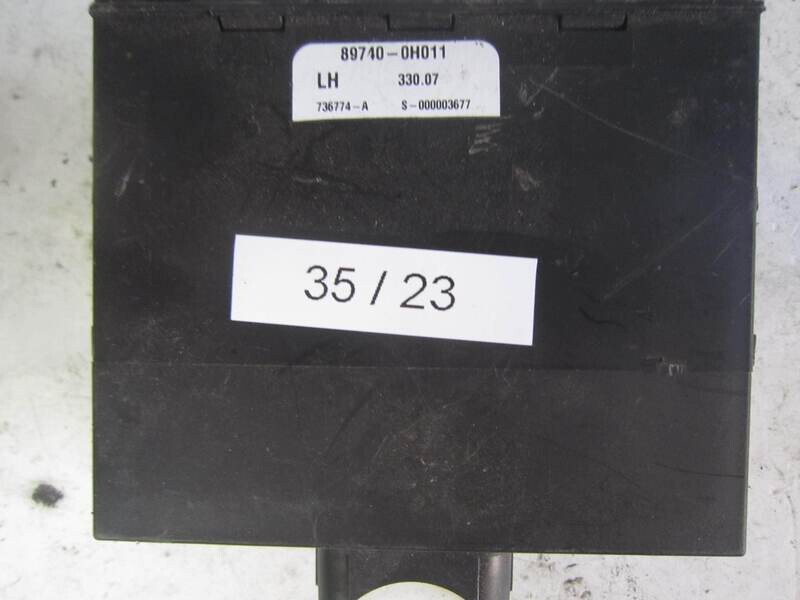 89740-0H011
LH 330.07
736774-A S-000003677
35 / 23